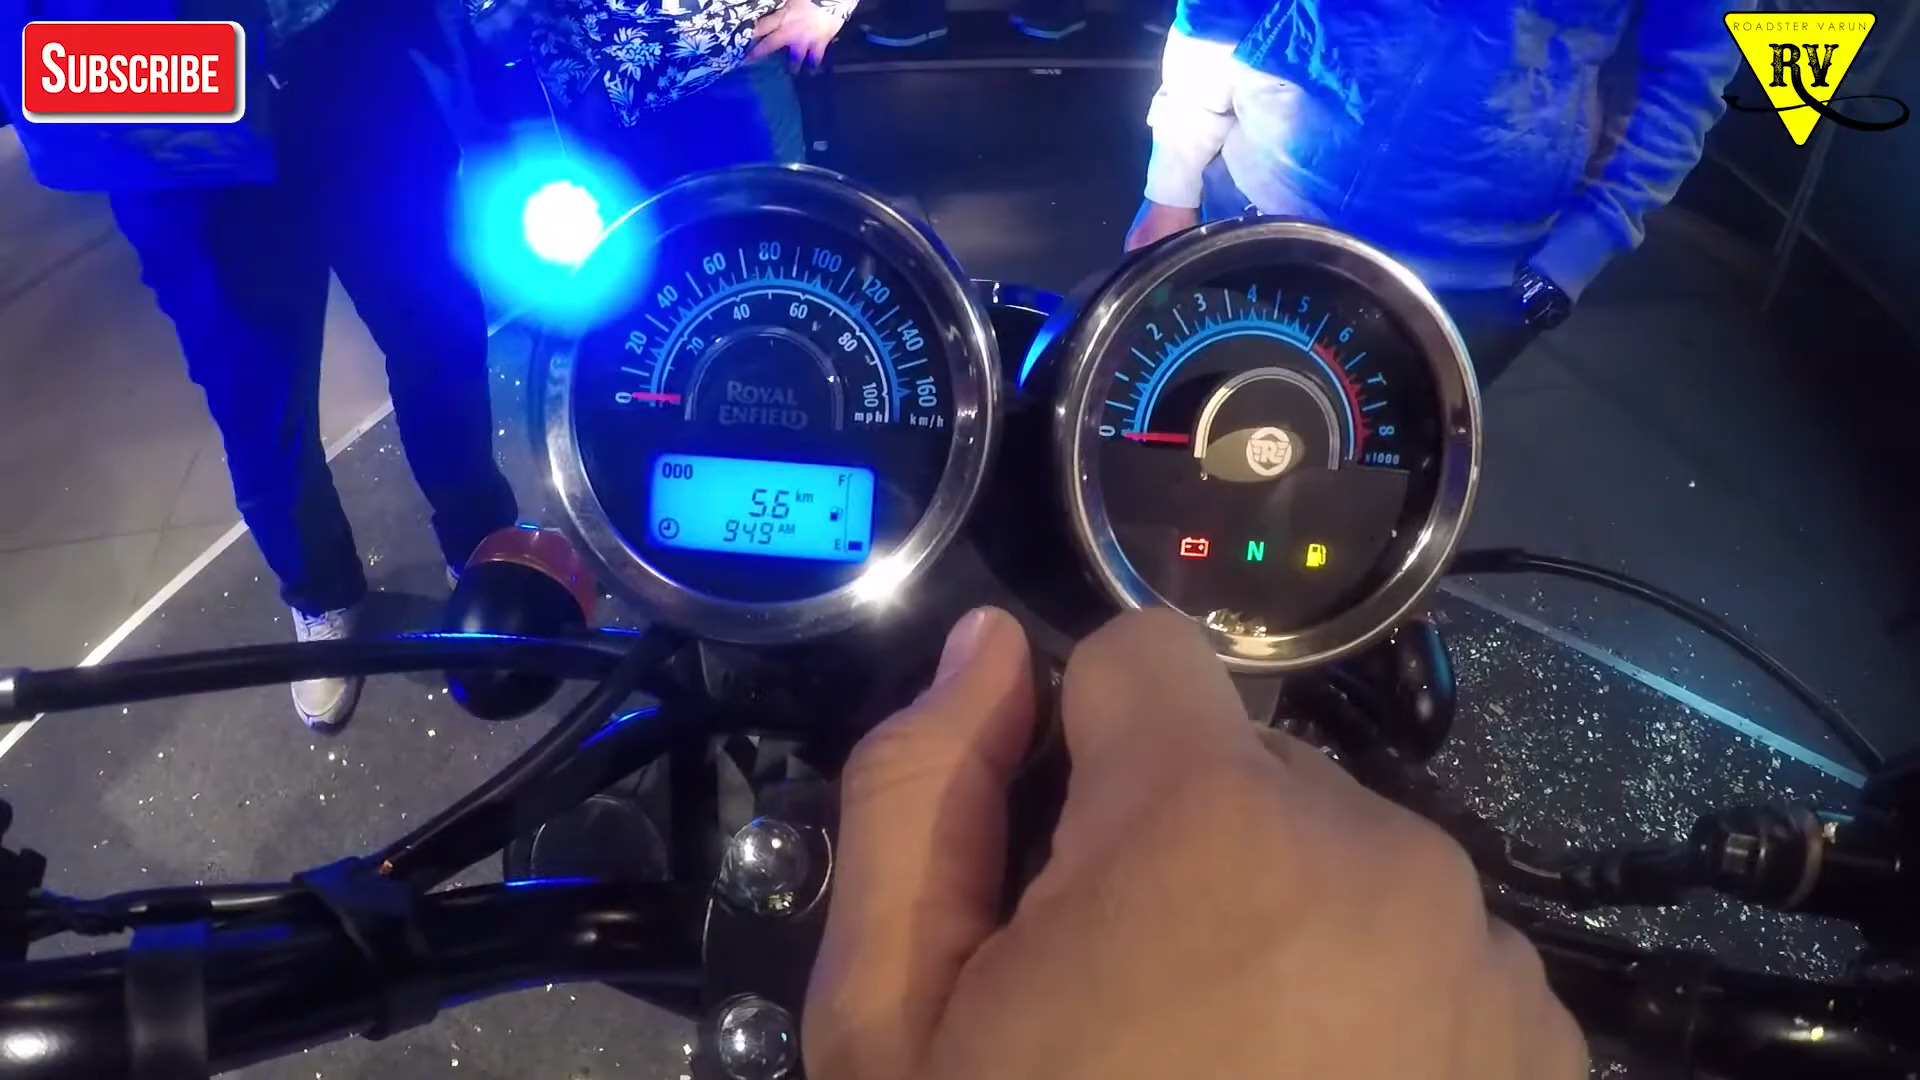 SUBSCRIBE
ROADSTER VARUN
RV
0 20 40 60 80 100 120 140 160
km/h
20 40 60 80 100
mph
ROYAL
ENFIELD
ODO
F
56 km
949 AM
E
0 1 2 3 4 5 6 7 8
x1000
R
N